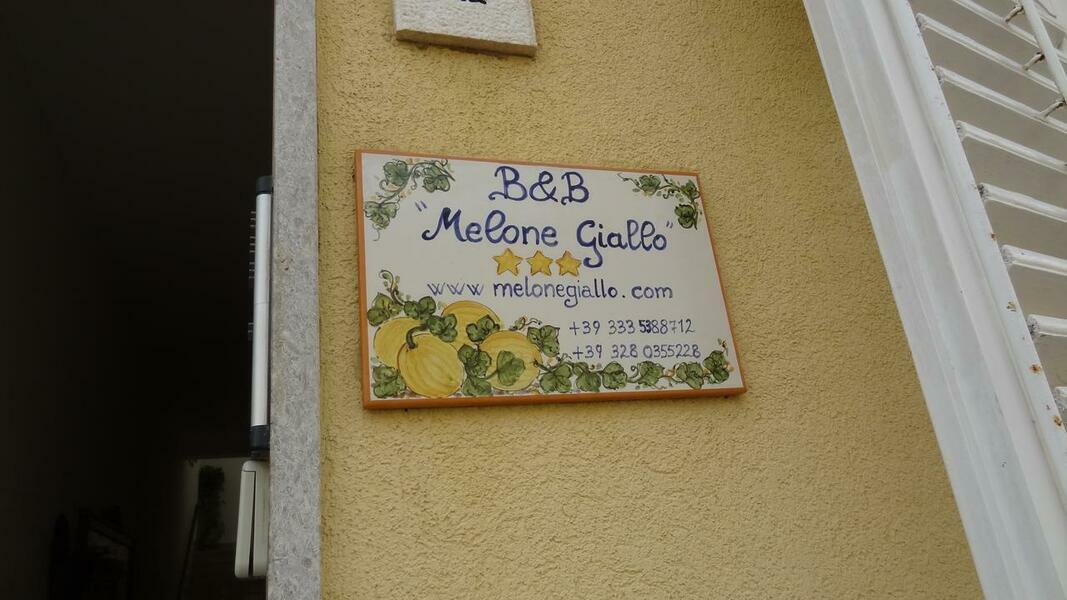 B&B
"Melone Giallo"
www melonegiallo. com
+39 333 5388712
+39 328 0355228